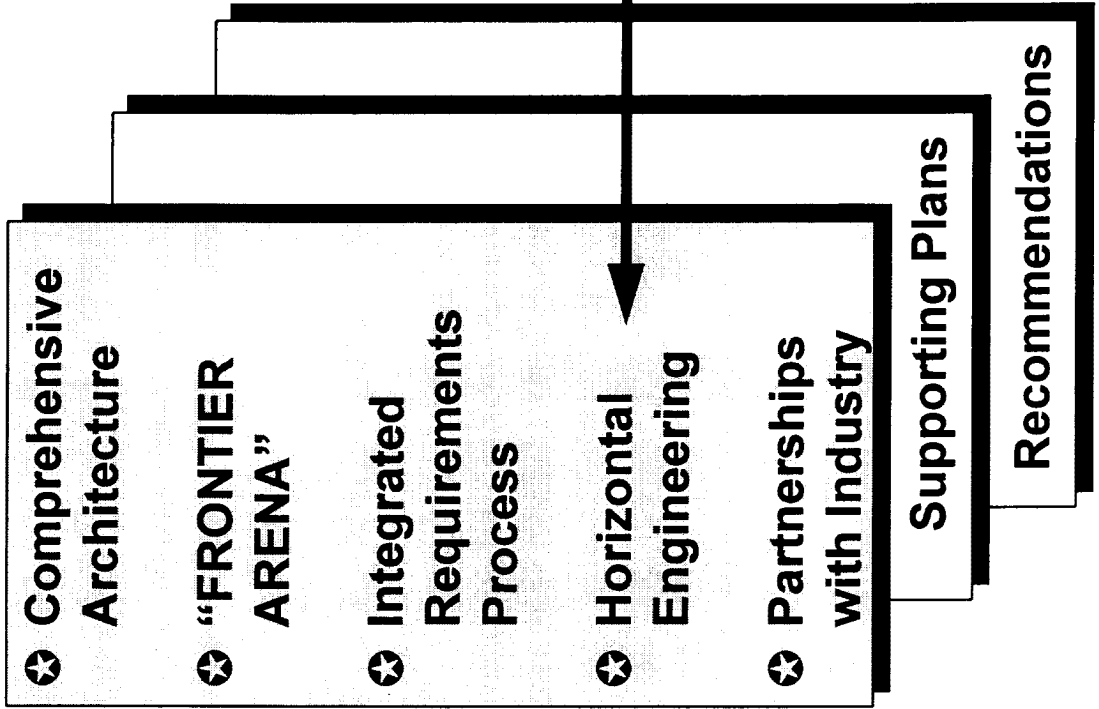 Comprehensive
Architecture
“FRONTIER
ARENA”
Integrated
Requirements
Process
Horizontal
Engineering
Partnerships
with Industry
Supporting Plans
Recommendations